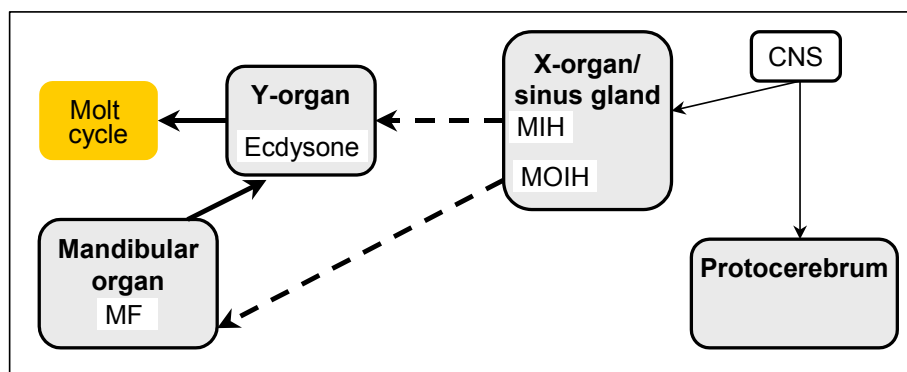 Molt
cycle
Y-organ
Ecdysone
X-organ/
sinus gland
MIH
MOIH
CNS
Mandibular
organ
MF
Protocerebrum